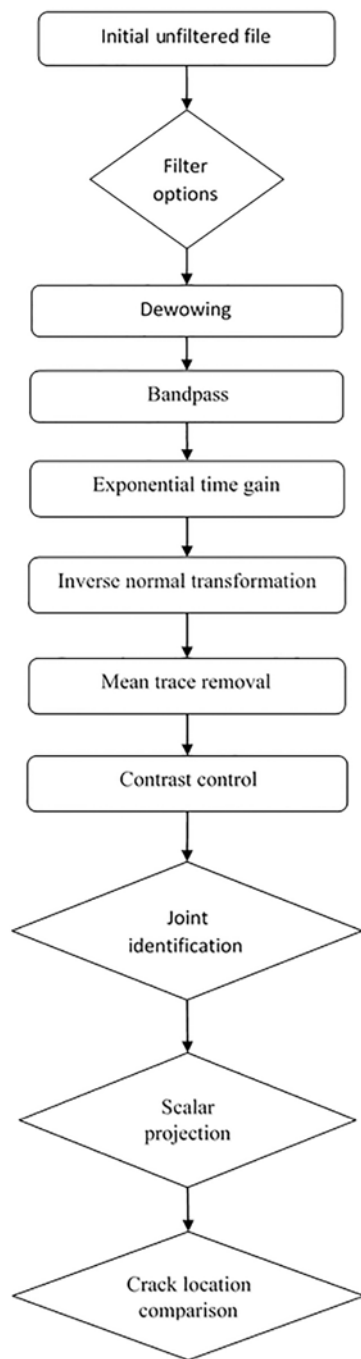 Initial unfiltered file
Filter
options
Dewowing
Bandpass
Exponential time gain
Inverse normal transformation
Mean trace removal
Contrast control
Joint
identification
Scalar
projection
Crack location
comparison